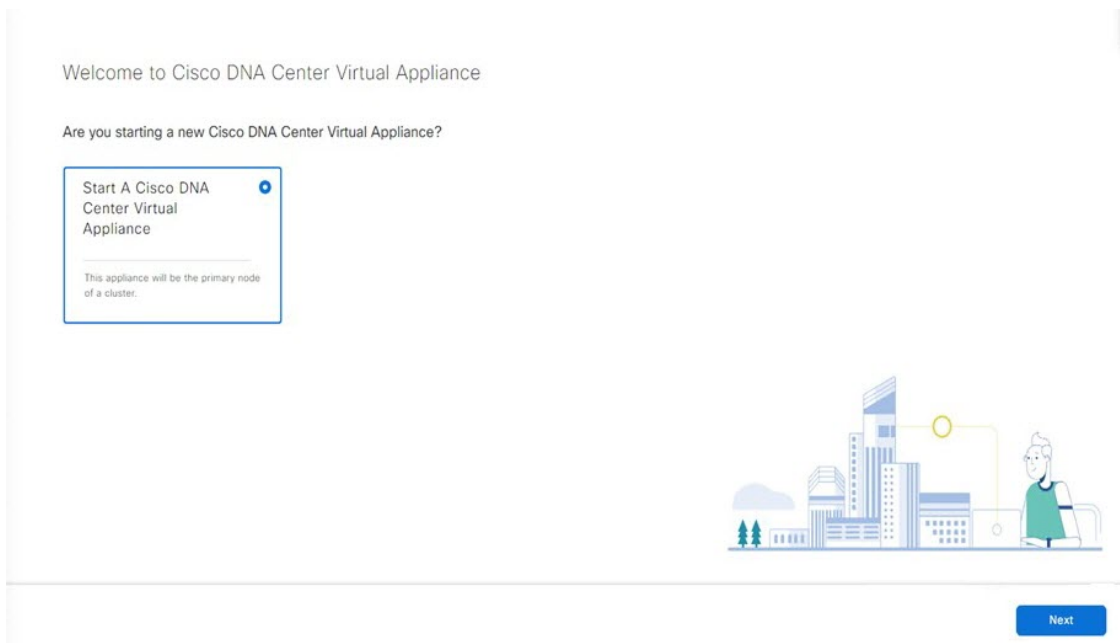 Welcome to Cisco DNA Center Virtual Appliance
Are you starting a new Cisco DNA Center Virtual Appliance?
Start A Cisco DNA
Center Virtual
Appliance
This appliance will be the primary node
of a cluster.
Next